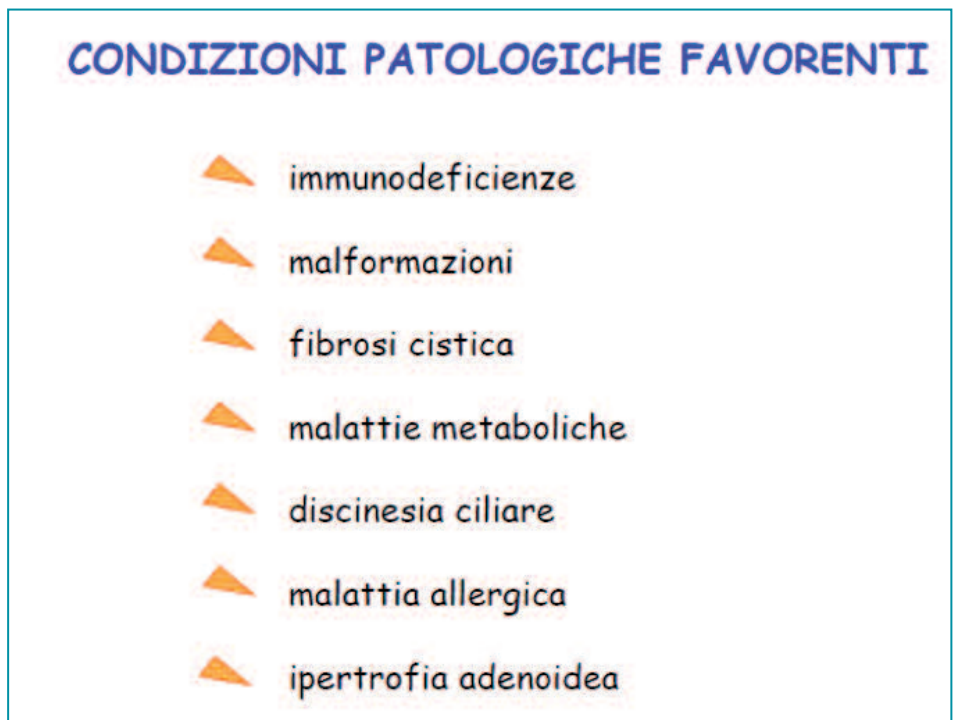 CONDIZIONI PATOLOGICHE FAVORENTI
immunodeficienze
malformazioni
fibrosi cistica
malattie metaboliche
discinesia ciliare
malattia allergica
ipertrofia adenoidea